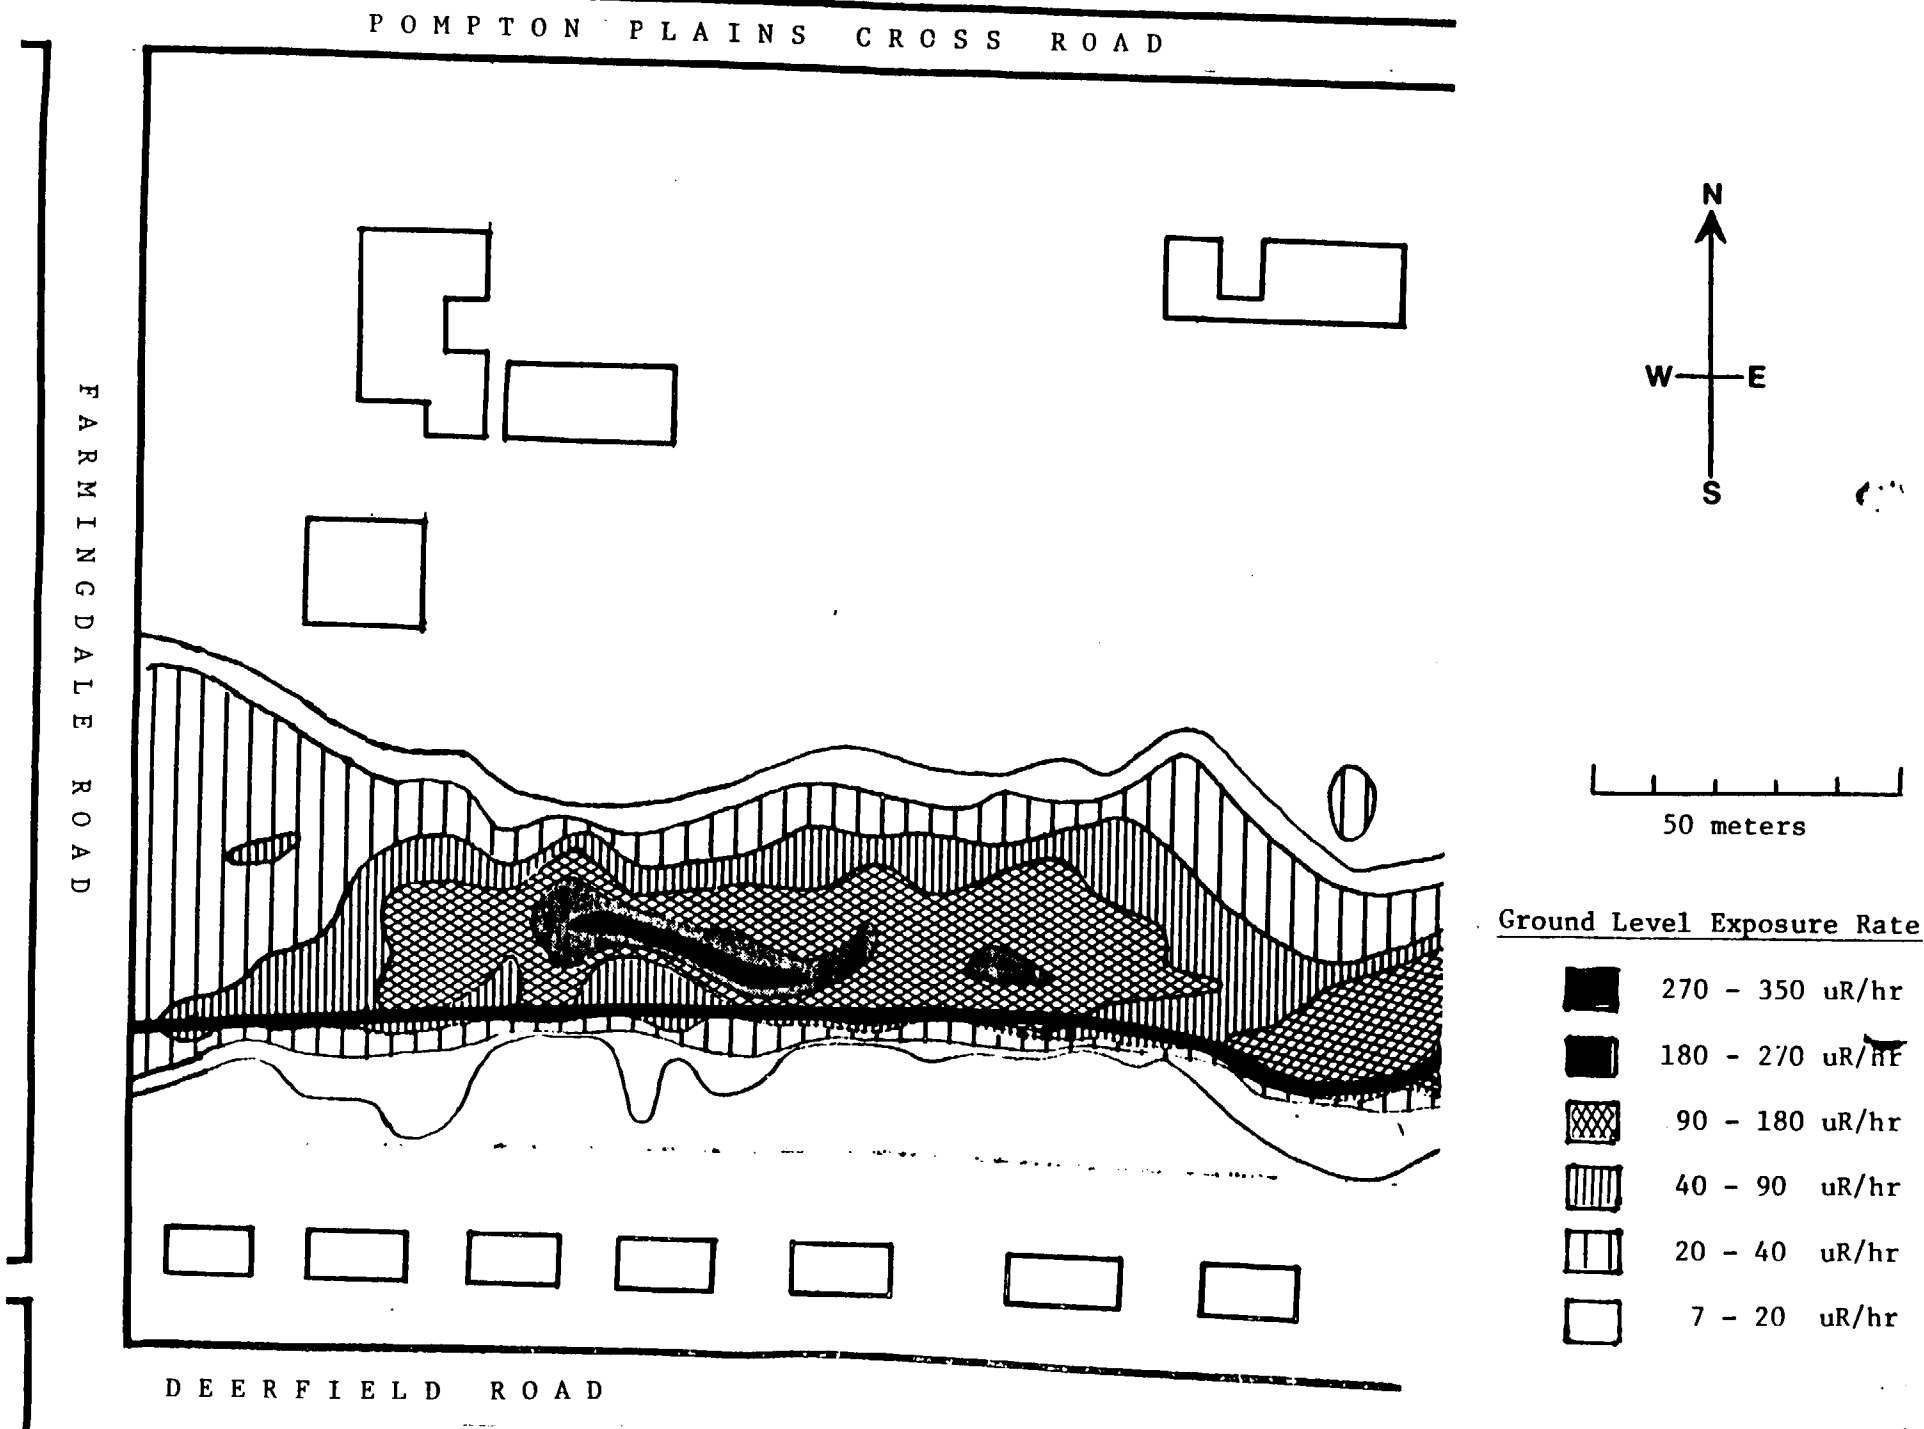 POMPTON PLAINS CROSS ROAD
FARMINGDALE ROAD
N
W E
S
50 meters
Ground Level Exposure Rate
270 - 350 uR/hr
180 - 270 uR/hr
90 - 180 uR/hr
40 - 90 uR/hr
20 - 40 uR/hr
7 - 20 uR/hr
DEERFIELD ROAD